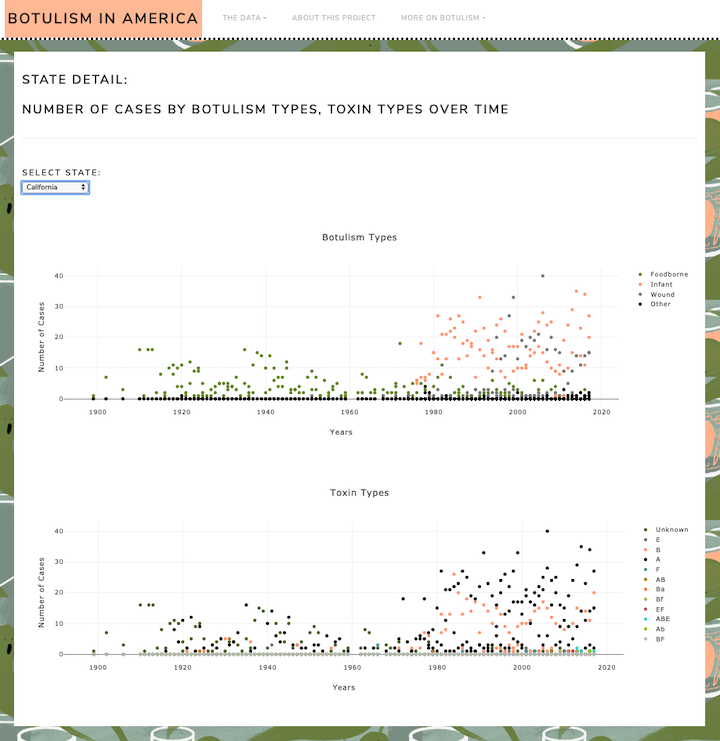 BOTULISM IN AMERICA
THE DATA
ABOUT THIS PROJECT
MORE ON BOTULISM
STATE DETAIL:
NUMBER OF CASES BY BOTULISM TYPES, TOXIN TYPES OVER TIME
SELECT STATE:
California
Botulism Types
40
30
20
10
0
Number of Cases
1900
1920
1940
1960
1980
2000
2020
Years
Foodborne
Infant
Wound
Other
Toxin Types
40
30
20
10
0
Number of Cases
1900
1920
1940
1960
1980
2000
2020
Years
Unknown
E
B
A
F
AB
Ba
Bf
EF
ABE
Ab
BF